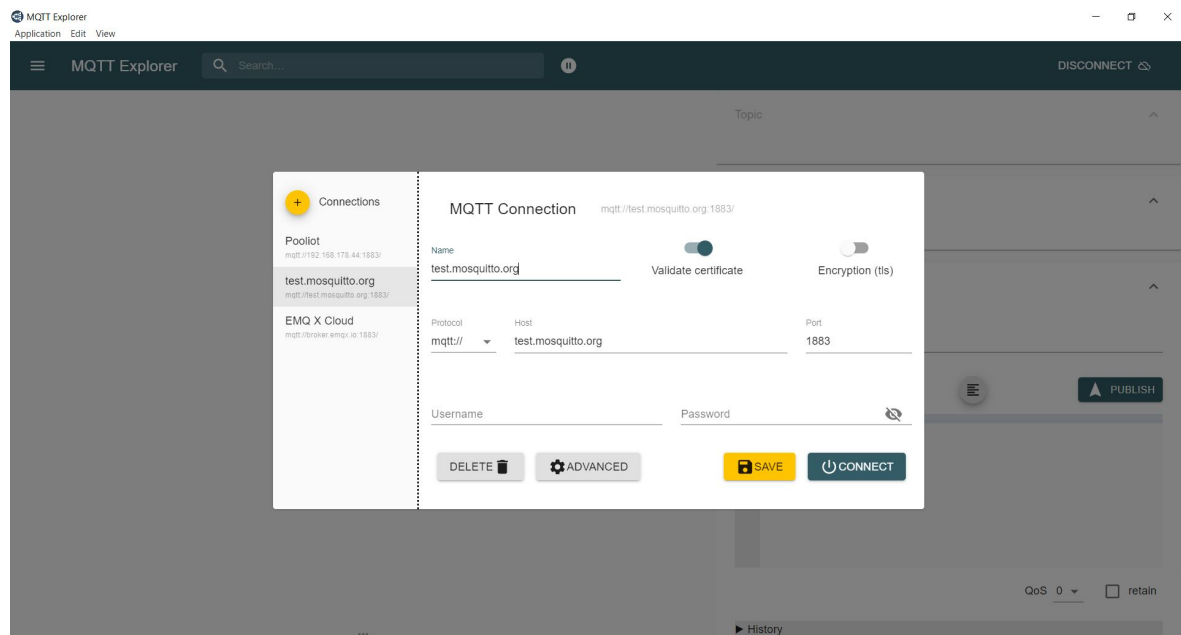 MQTT Explorer
Application Edit View
MQTT Explorer
Search...
DISCONNECT
Topic
+ Connections
Pooliot
mqtt://192.168.178.44:1883/
test.mosquitto.org
mqtt://test.mosquitto.org:1883/
EMQ X Cloud
mqtt://broker.emqx.io:1883/
MQTT Connection mqtt://test.mosquitto.org:1883/
Name
test.mosquitto.org
Validate certificate
Encryption (tls)
Protocol Host Port
mqtt:// test.mosquitto.org 1883
Username Password
DELETE ADVANCED SAVE CONNECT
PUBLISH
QoS 0 retain
History